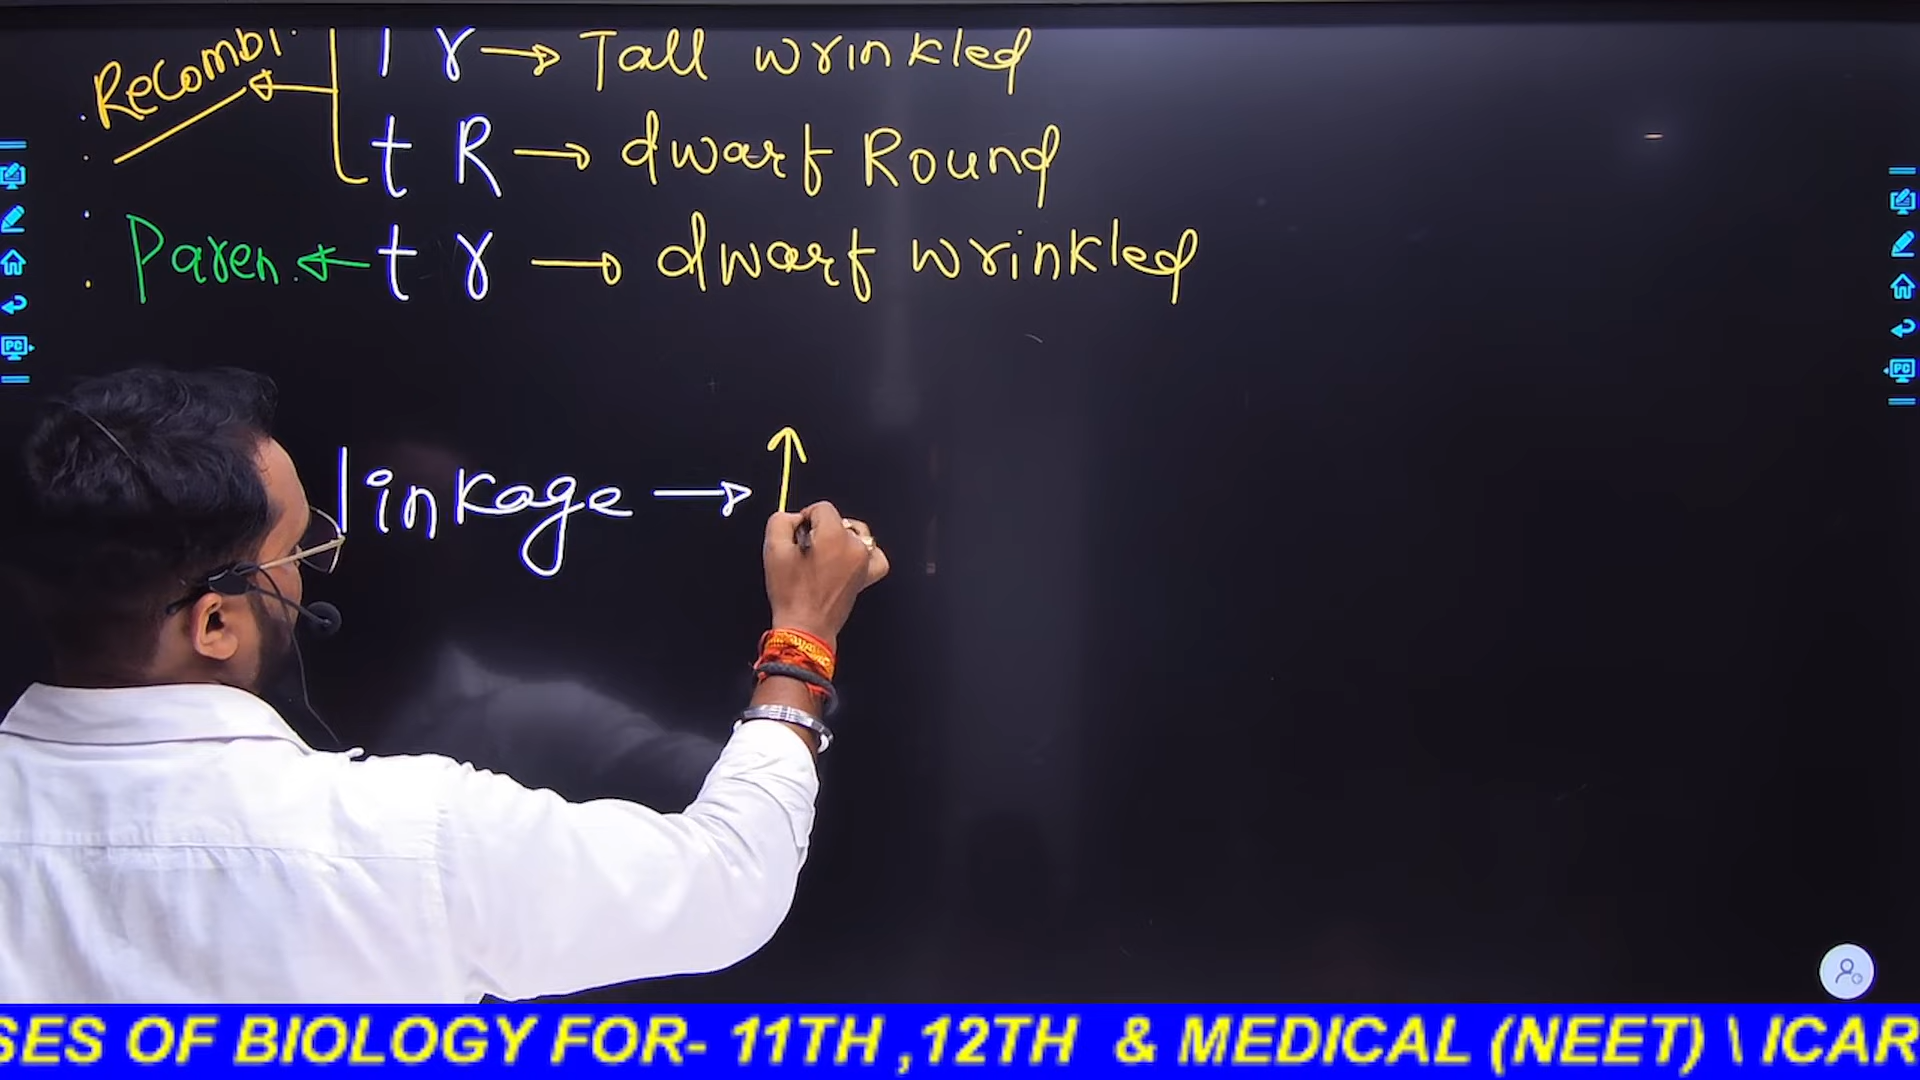 Recombi. T r → Tall wrinkled
t R → dwarf Round
Paren. ← t r → dwarf wrinkled
linkage → ↑
SES OF BIOLOGY FOR- 11TH ,12TH & MEDICAL (NEET) \ ICAR